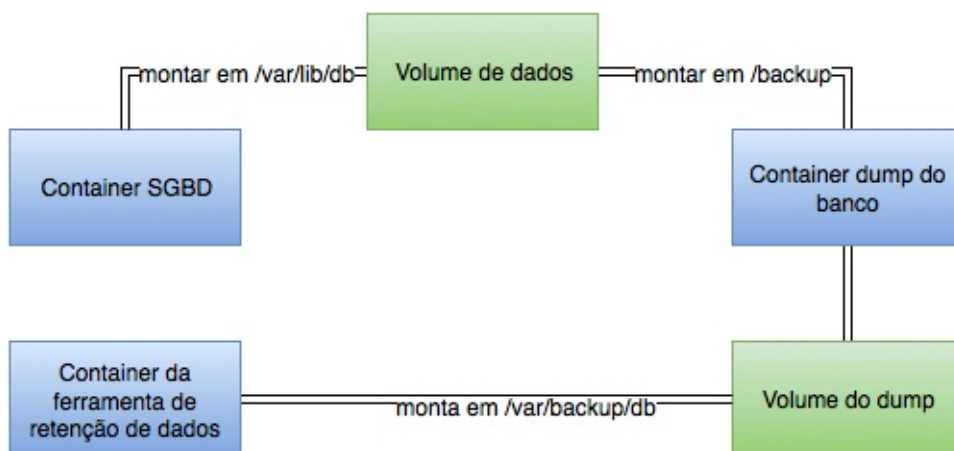 Volume de dados
montar em /var/lib/db
montar em /backup
Container SGBD
Container dump do
banco
Container da
ferramenta de
retenção de dados
monta em /var/backup/db
Volume do dump